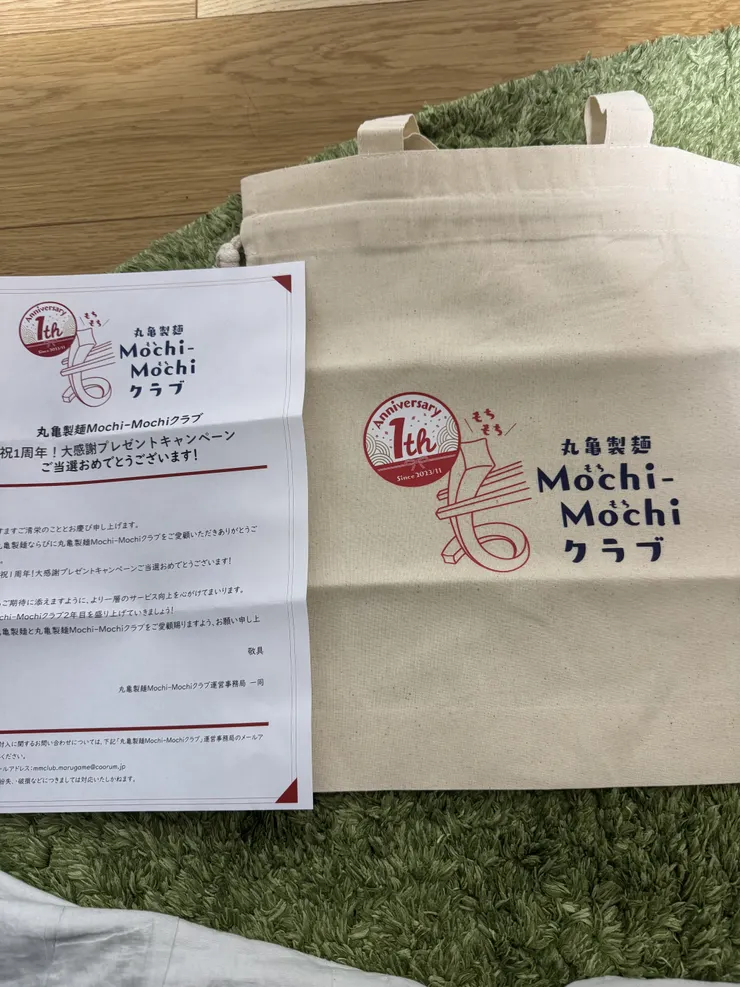 Anniversary
1th
Since 2023/11
もち
もち
丸亀製麺
Mochi-
Mochi
クラブ
丸亀製麺Mochi-Mochiクラブ
祝1周年！大感謝プレゼントキャンペーン
ご当選おめでとうございます！
ますご清栄のこととお慶び申し上げます。
亀製麺ならびに丸亀製麺Mochi-Mochiクラブをご愛顧いただきありがとうご
。
祝1周年！大感謝プレゼントキャンペーンご当選おめでとうございます！
ご期待に添えますように、より一層のサービス向上を心がけてまいります。
chi-Mochiクラブ2年目を盛り上げていきましょう！
亀製麺と丸亀製麺Mochi-Mochiクラブをご愛顧賜りますよう、お願い申し上
敬具
丸亀製麺Mochi-Mochiクラブ運営事務局 一同
封入に関するお問い合わせについては、下記「丸亀製麺Mochi-Mochiクラブ」運営事務局のメールア
ください。
ールアドレス：mmclub.marugame@coorum.jp
紛失、・破損などにつきましては対応いたしかねます。
Anniversary
1th
Since 2023/11
もち
もち
丸亀製麺
もち
Mochi-
もち
Mochi
クラブ